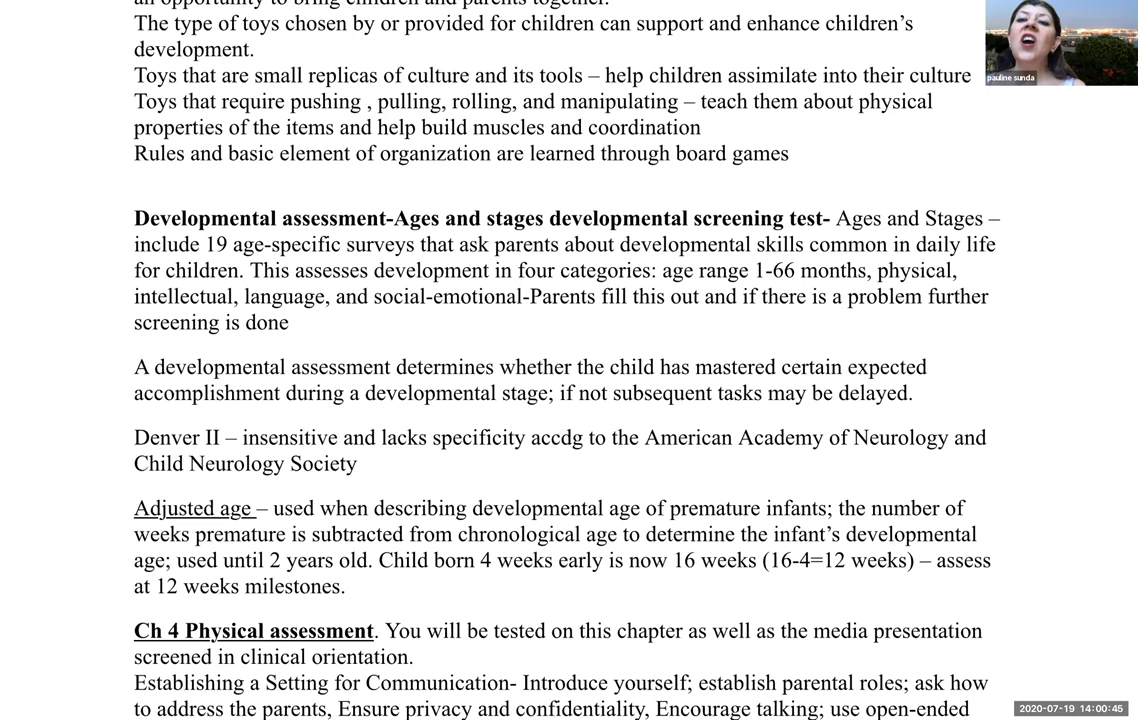 an opportunity to bring children and parents together.
The type of toys chosen by or provided for children can support and enhance children’s
development.
Toys that are small replicas of culture and its tools – help children assimilate into their culture
Toys that require pushing , pulling, rolling, and manipulating – teach them about physical
properties of the items and help build muscles and coordination
Rules and basic element of organization are learned through board games
Developmental assessment-Ages and stages developmental screening test- Ages and Stages –
include 19 age-specific surveys that ask parents about developmental skills common in daily life
for children. This assesses development in four categories: age range 1-66 months, physical,
intellectual, language, and social-emotional-Parents fill this out and if there is a problem further
screening is done
A developmental assessment determines whether the child has mastered certain expected
accomplishment during a developmental stage; if not subsequent tasks may be delayed.
Denver II – insensitive and lacks specificity accdg to the American Academy of Neurology and
Child Neurology Society
Adjusted age – used when describing developmental age of premature infants; the number of
weeks premature is subtracted from chronological age to determine the infant’s developmental
age; used until 2 years old. Child born 4 weeks early is now 16 weeks (16-4=12 weeks) – assess
at 12 weeks milestones.
Ch 4 Physical assessment. You will be tested on this chapter as well as the media presentation
screened in clinical orientation.
Establishing a Setting for Communication- Introduce yourself; establish parental roles; ask how
to address the parents, Ensure privacy and confidentiality, Encourage talking; use open-ended
pauline sunda
2020-07-19 14:00:45